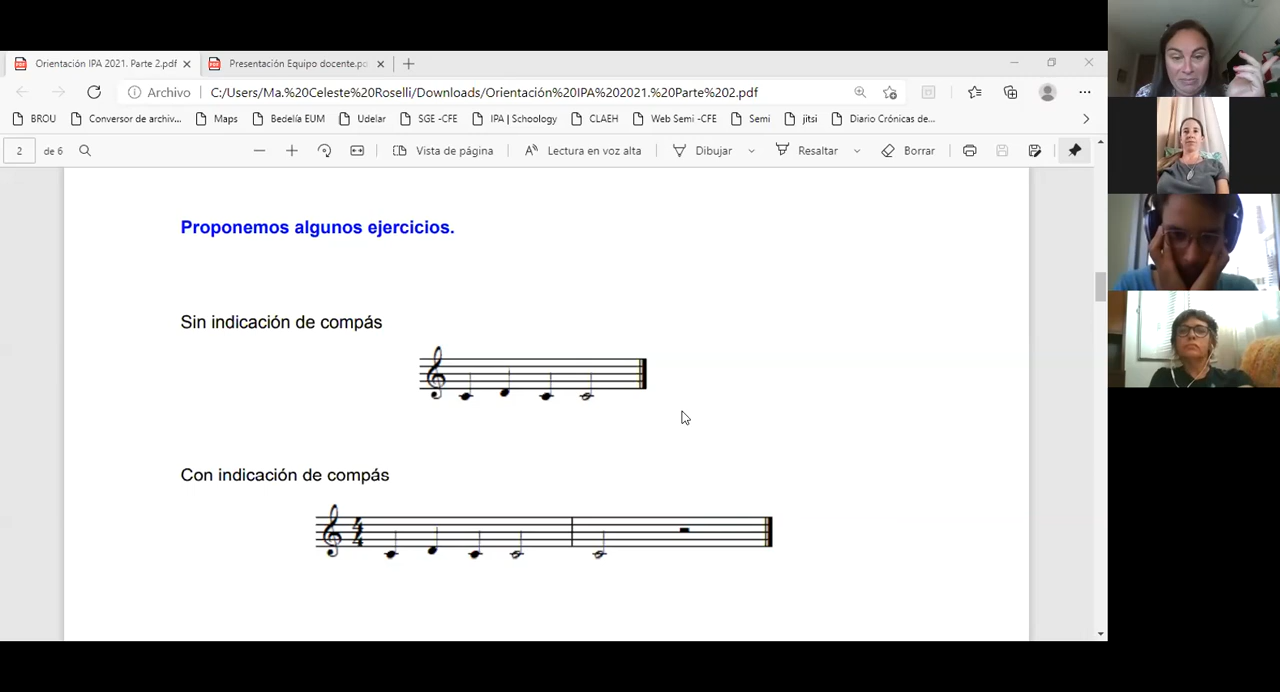 Orientación IPA 2021. Parte 2.pdf
Presentación Equipo docente.pd
Archivo
C:/Users/Ma.%20Celeste%20Roselli/Downloads/Orientación%20IPA%202021.%20Parte%202.pdf
BROU
Conversor de archiv...
Maps
Bedelía EUM
Udelar
SGE -CFE
IPA | Schoology
CLAEH
Web Semi -CFE
Semi
jitsi
Diario Crónicas de...
2 de 6
Vista de página
Lectura en voz alta
Dibujar
Resaltar
Borrar
Proponemos algunos ejercicios.
Sin indicación de compás
Con indicación de compás
4
4